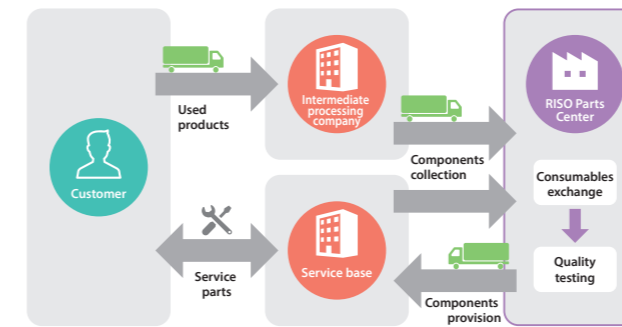 Customer
Used
products
Service
parts
Intermediate
processing
company
Service base
Components
collection
Components
provision
RISO Parts
Center
Consumables
exchange
Quality
testing